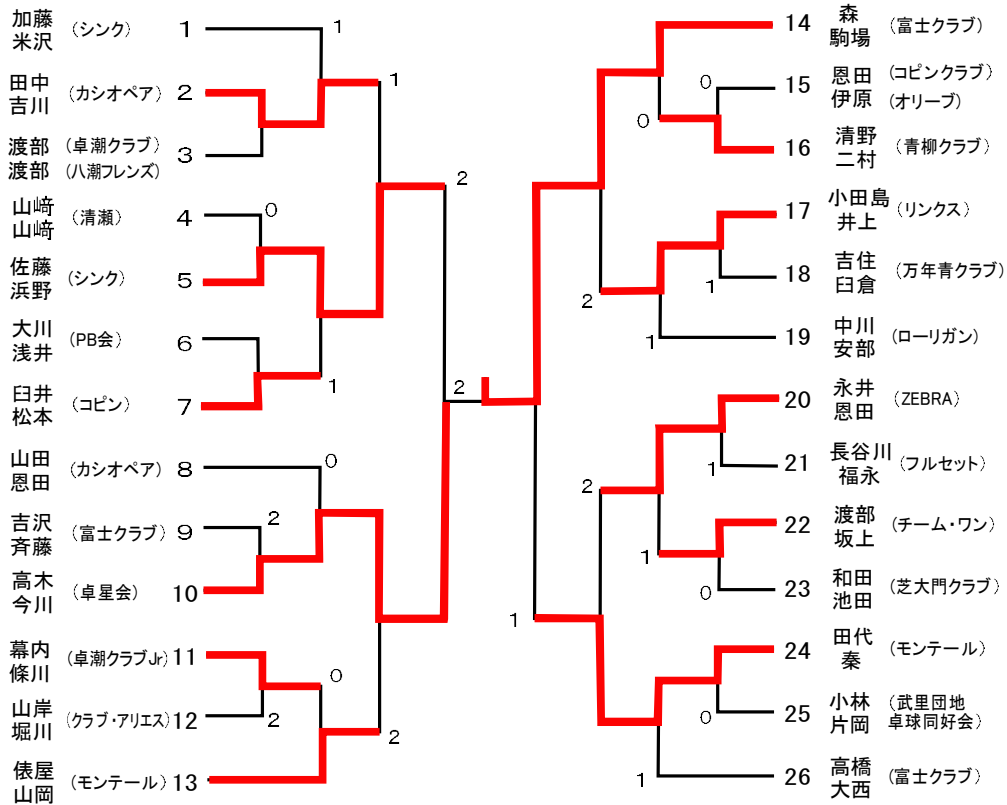 加藤
米沢
(シンク)
1
1
田中
吉川
(カシオペア)
2
1
渡部
渡部
(卓潮クラブ)
(八潮フレンズ)
3
2
山﨑
山﨑
(清瀬)
4
0
佐藤
浜野
(シンク)
5
大川
浅井
(PB会)
6
1
臼井
松本
(コピン)
7
2
山田
恩田
(カシオペア)
8
0
吉沢
斉藤
(富士クラブ)
9
2
高木
今川
(卓星会)
10
幕内
條川
(卓潮クラブJr)
11
0
山岸
堀川
(クラブ・アリエス)
12
2
2
俵屋
山岡
(モンテール)
13
14
森
駒場
(富士クラブ)
0
15
恩田
伊原
(コピンクラブ)
(オリーブ)
0
16
清野
二村
(青柳クラブ)
17
小田島
井上
(リンクス)
1
18
吉住
臼倉
(万年青クラブ)
2
1
19
中川
安部
(ローリガン)
20
永井
恩田
(ZEBRA)
1
21
長谷川
福永
(フルセット)
2
22
渡部
坂上
(チーム・ワン)
1
0
23
和田
池田
(芝大門クラブ)
1
24
田代
秦
(モンテール)
0
25
小林
片岡
(武里団地
卓球同好会)
1
26
高橋
大西
(富士クラブ)